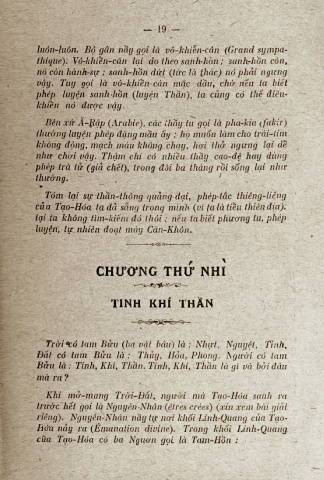 — 19 —
luôn-luôn. Bộ gân nầy gọi là vô-khiển-cân (Grand sympa-
thique). Vô-khiển-cân lại do theo sanh-hồn; sanh-hồn còn,
nó còn hành-sự; sanh-hồn dứt (tức là thác) nó phải ngưng
vậy. Tuy gọi là vô-khiển-cân mặc dầu, chớ nếu ta biết
phép luyện sanh-hồn (luyện Thần), ta cũng có thể điều-
khiển nó được vậy.
Bên xứ Á-Rập (Arabie), các thầy tu gọi là pha-kia (fakir)
thường luyện phép dặng mần ấy; họ muốn làm cho trái-tim
không động, mạch máu không chạy, hơi thở ngưng lại dễ
như chơi vậy. Thậm chí có nhiều thầy cao-đệ hay dùng
phép trá tử (giả chết), trong đôi ba tháng rồi sống lại như
thường.
Tóm lại sự thần-thông quảng-đại, phép-tắc thiêng-liêng
của Tạo-Hóa ta đã sẵng trong mình (vì ta là tiểu thiên địa).
tại ta không tìm-kiếm đó thôi; nếu ta biết phương tu, phép
luyện, tự nhiên đoạt máy Càn-Khôn.
CHƯƠNG THỨ NHÌ
TINH KHÍ THẦN
Trời có tam Bửu (ba vật báu) là: Nhựt, Nguyệt, Tinh,
Đất có tam Bửu là: Thủy, Hỏa, Phong. Người có tam
Bửu là: Tinh, Khí, Thần. Tinh, Khí, Thần là gì và bởi đâu
mà ra?
Khi mở-mang Trời-Đất, người mà Tạo-Hóa sanh ra
trước hết gọi là Nguyên-Nhân (êtres créés) (xin xem bài giải
riêng). Nguyên-Nhân nầy tự nơi khối Linh-Quang của Tạo-
Hóa nảy ra (Émanation divine). Trong khối Linh-Quang
của Tạo-Hóa có ba Ngươn gọi là Tam-Hồn: